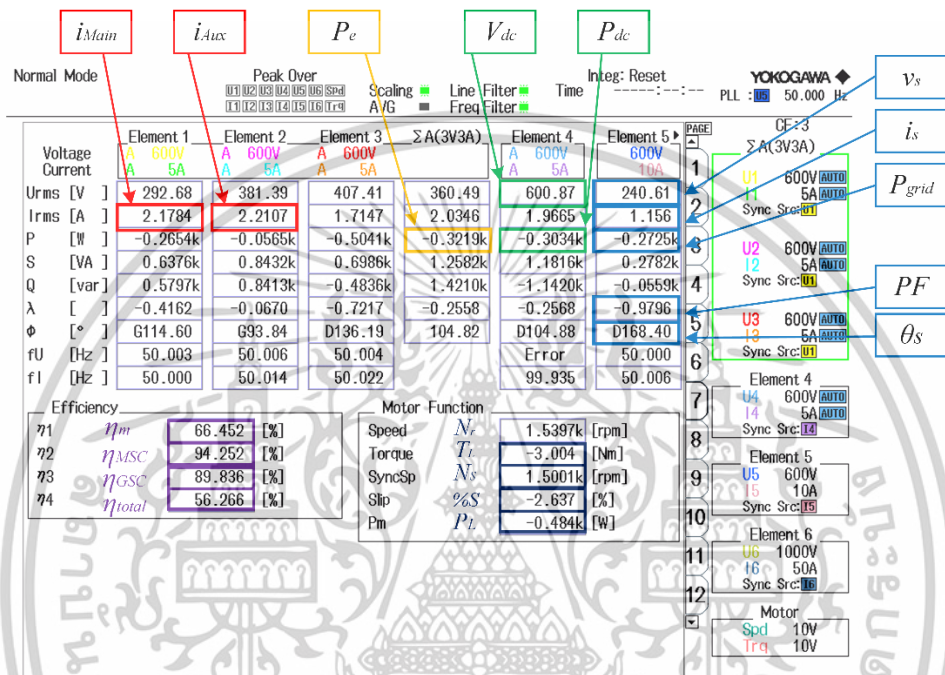 iMain iAux Pe Vdc Pdc
Normal Mode Peak Over Integ: Reset YOKOGAWA
U1 U2 U3 U4 U5 U6 Spd Scaling Line Filter Time -----:--:-- PLL :U5 50.000 Hz
I1 I2 I3 I4 I5 I6 Trq AVG Freq Filter
vs
is
Pgrid
PF
θs
Element 1 Element 2 Element 3 ΣA(3V3A) Element 4 Element 5 PAGE
Voltage A 600V A 600V A 600V A 600V 600V
Current A 5A A 5A A 5A A 5A 10A
Urms [V ] 292.68 381.39 407.41 360.49 600.87 240.61
Irms [A ] 2.1784 2.2107 1.7147 2.0346 1.9665 1.156
P [W ] -0.2654k -0.0565k -0.5041k -0.3219k -0.3034k -0.2725k
S [VA ] 0.6376k 0.8432k 0.6986k 1.2582k 1.1816k 0.2782k
Q [var] 0.5797k 0.8413k -0.4836k 1.4210k -1.1420k -0.0559k
λ [ ] -0.4162 -0.0670 -0.7217 -0.2558 -0.2568 -0.9796
Φ [° ] G114.60 G93.84 D136.19 104.82 D104.88 D168.40
fU [Hz ] 50.003 50.006 50.004 Error 50.000
fI [Hz ] 50.000 50.014 50.022 99.935 50.006
Efficiency
η1 ηm 66.452 [%]
η2 ηMSC 94.252 [%]
η3 ηGSC 89.836 [%]
η4 ηtotal 56.266 [%]
Motor Function
Speed Nr 1.5397k [rpm]
Torque TL -3.004 [Nm]
SyncSp Ns 1.5001k [rpm]
Slip %S -2.637 [%]
Pm PL -0.484k [W]
1
2
3
4
5
6
7
8
9
10
11
12
CF:3
ΣA(3V3A)
U1 600V AUTO
I1 5A AUTO
Sync Src:U1
U2 600V AUTO
I2 5A AUTO
Sync Src:U1
U3 600V AUTO
I3 5A AUTO
Sync Src:U1
Element 4
U4 600V AUTO
I4 5A AUTO
Sync Src:I4
Element 5
U5 600V
I5 10A
Sync Src:I5
Element 6
U6 1000V
I6 50A
Sync Src:I6
Motor
Spd 10V
Trq 10V